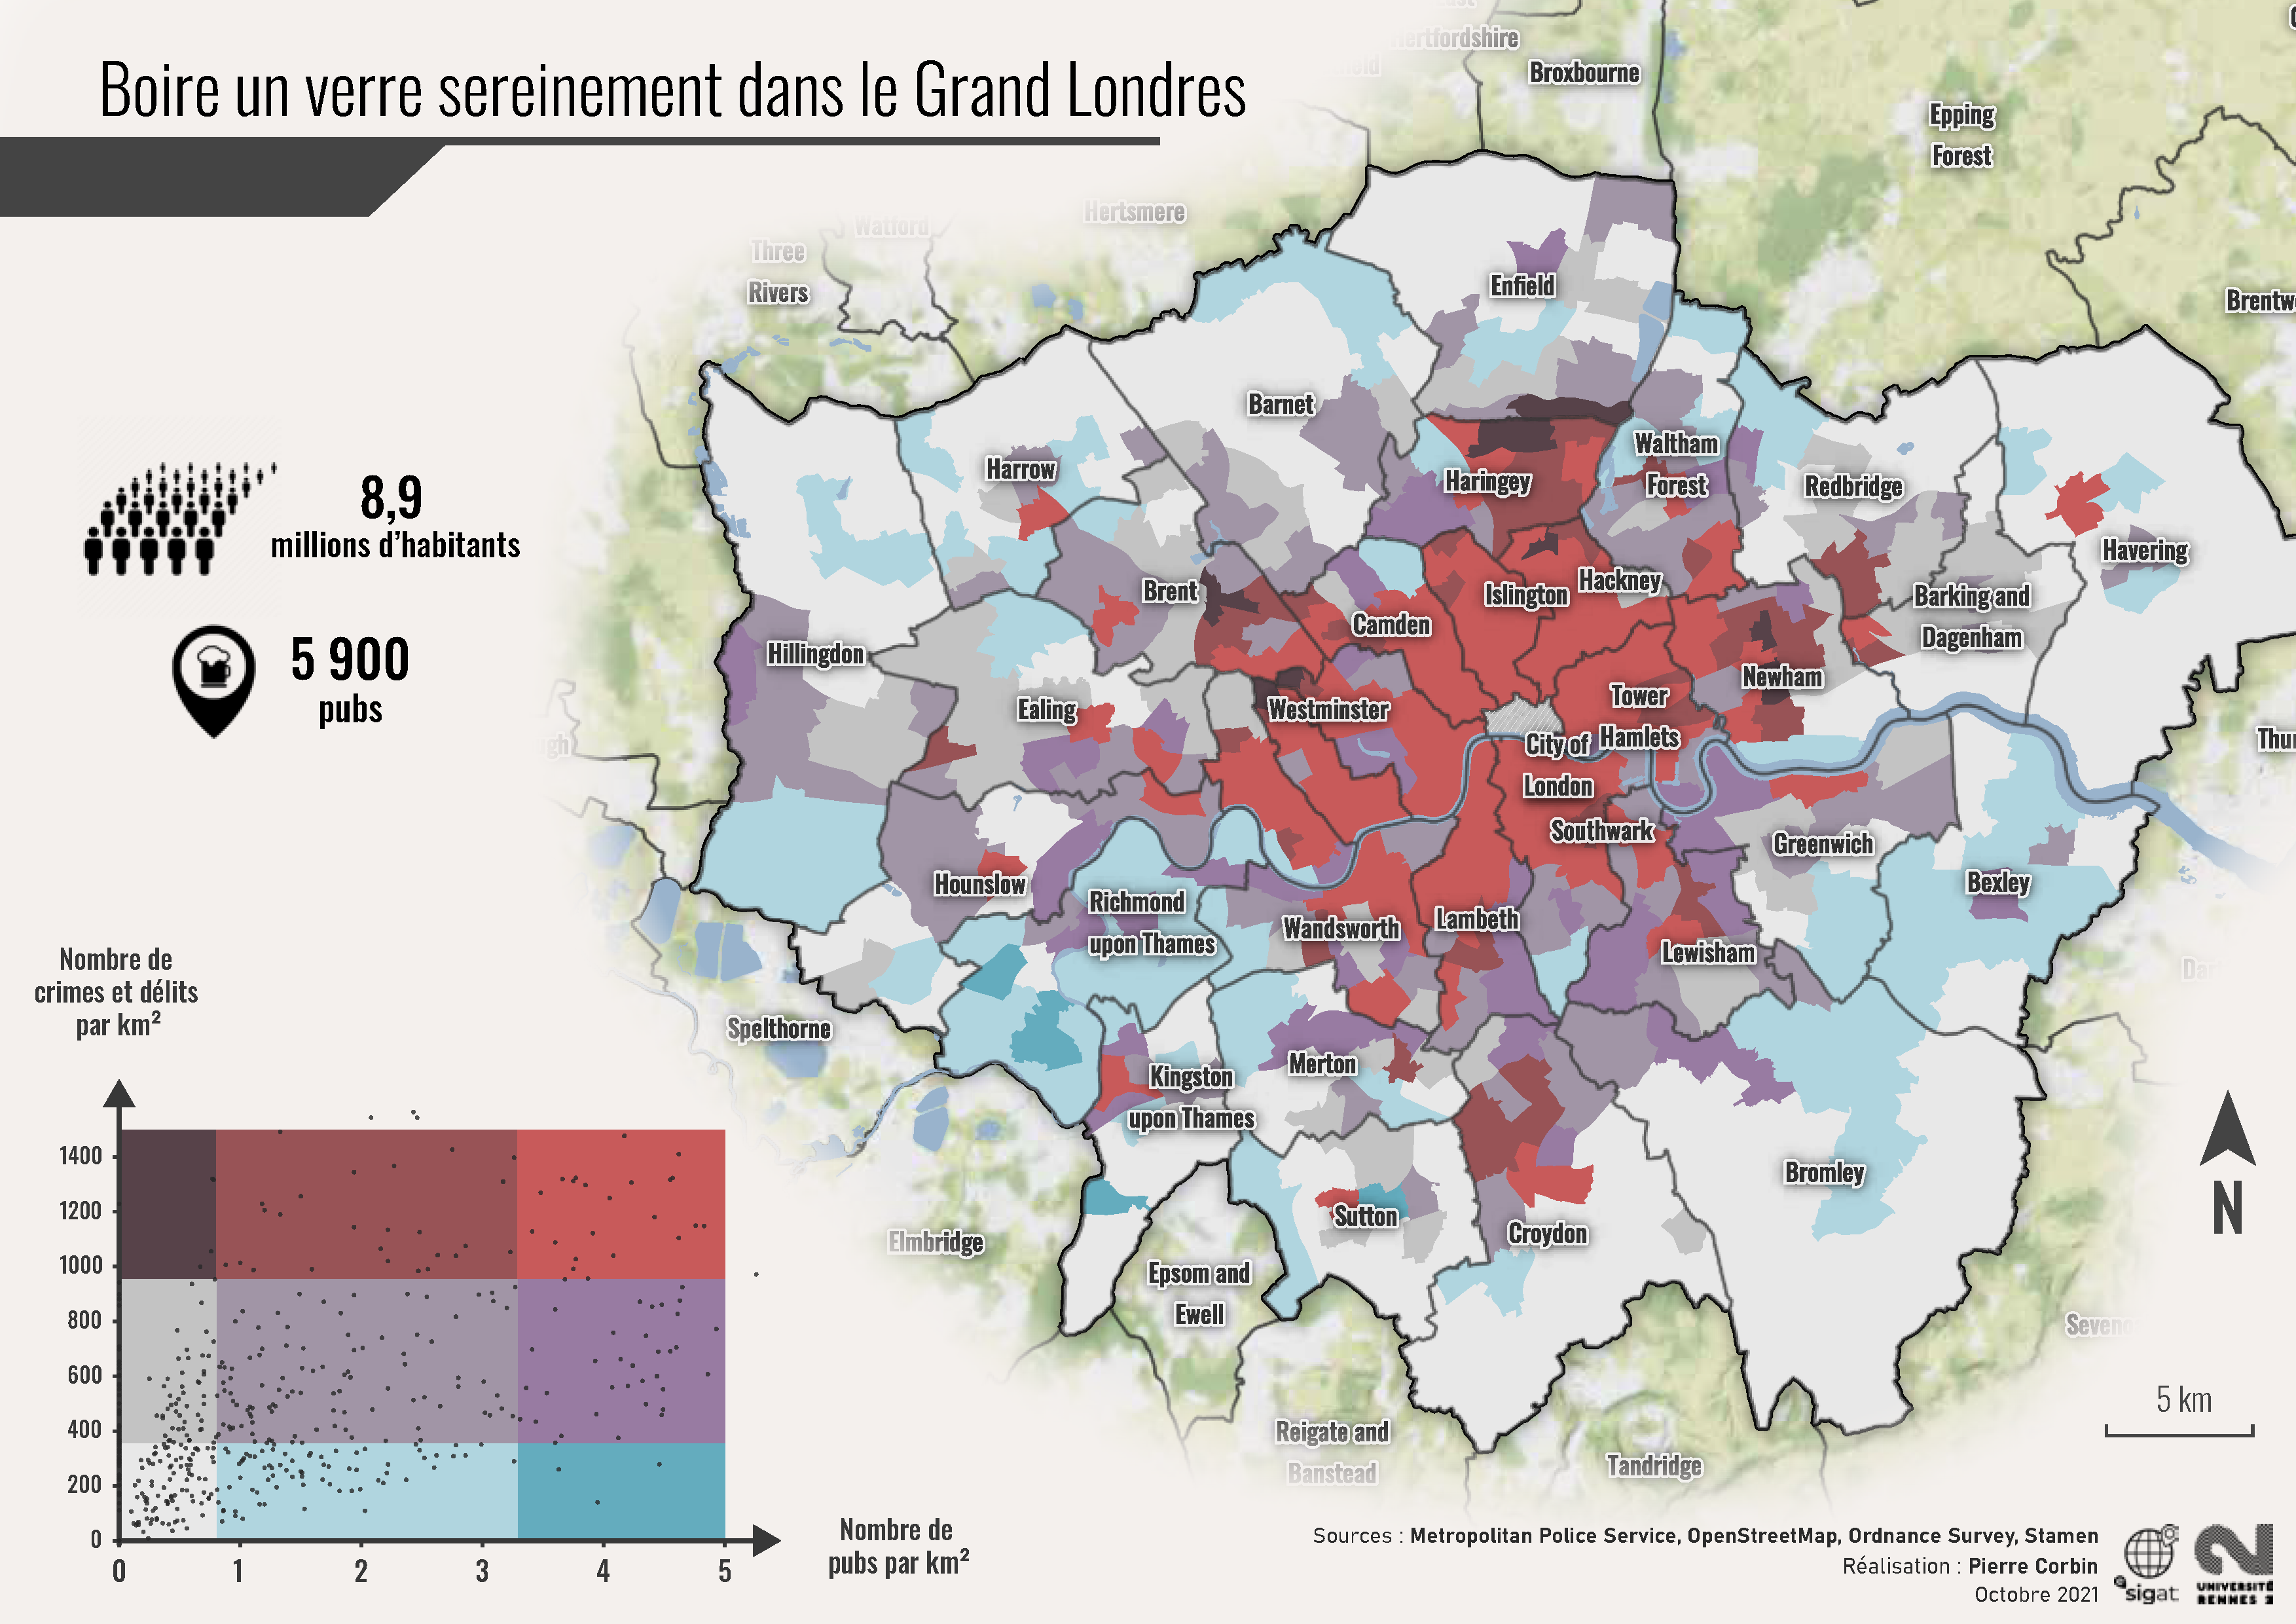 Boire un verre sereinement dans le Grand Londres
8,9
millions d'habitants
5 900
pubs
Hertfordshire
Broxbourne
Epping
Forest
Hertsmere
Watford
Three
Rivers
Enfield
Barnet
Harrow
Haringey
Waltham
Forest
Redbridge
Havering
Brent
Camden
Islington
Hackney
Barking and
Dagenham
Hillingdon
Ealing
Westminster
Newham
Tower
Hamlets
City of
London
Southwark
Greenwich
Bexley
Hounslow
Richmond
upon Thames
Wandsworth
Lambeth
Lewisham
Spelthorne
Kingston
upon Thames
Merton
Bromley
Sutton
Croydon
Elmbridge
Epsom and
Ewell
Reigate and
Banstead
Tandridge
Nombre de
crimes et délits
par km²
1400
1200
1000
800
600
400
200
0
0 1 2 3 4 5
Nombre de
pubs par km²
N
5 km
Sources : Metropolitan Police Service, OpenStreetMap, Ordnance Survey, Stamen
Réalisation : Pierre Corbin
Octobre 2021
sigat
UNIVERSITÉ
RENNES 2